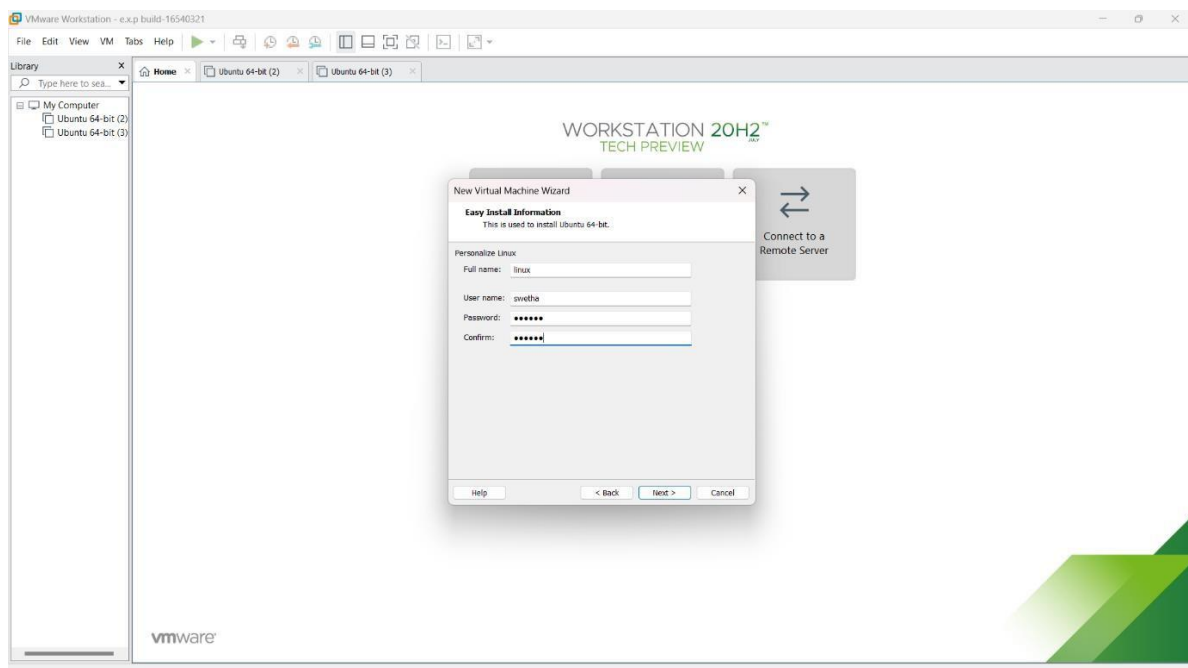 VMware Workstation - e.x.p build-16540321
File Edit View VM Tabs Help
Library X
Type here to sea...
Home
Ubuntu 64-bit (2)
Ubuntu 64-bit (3)
My Computer
Ubuntu 64-bit (2)
Ubuntu 64-bit (3)
WORKSTATION 20H2™
JULY
TECH PREVIEW
New Virtual Machine Wizard
Easy Install Information
This is used to install Ubuntu 64-bit.
Personalize Linux
Full name: linux
User name: swetha
Password: ••••••
Confirm: ••••••
Help < Back Next > Cancel
Connect to a
Remote Server
vmware